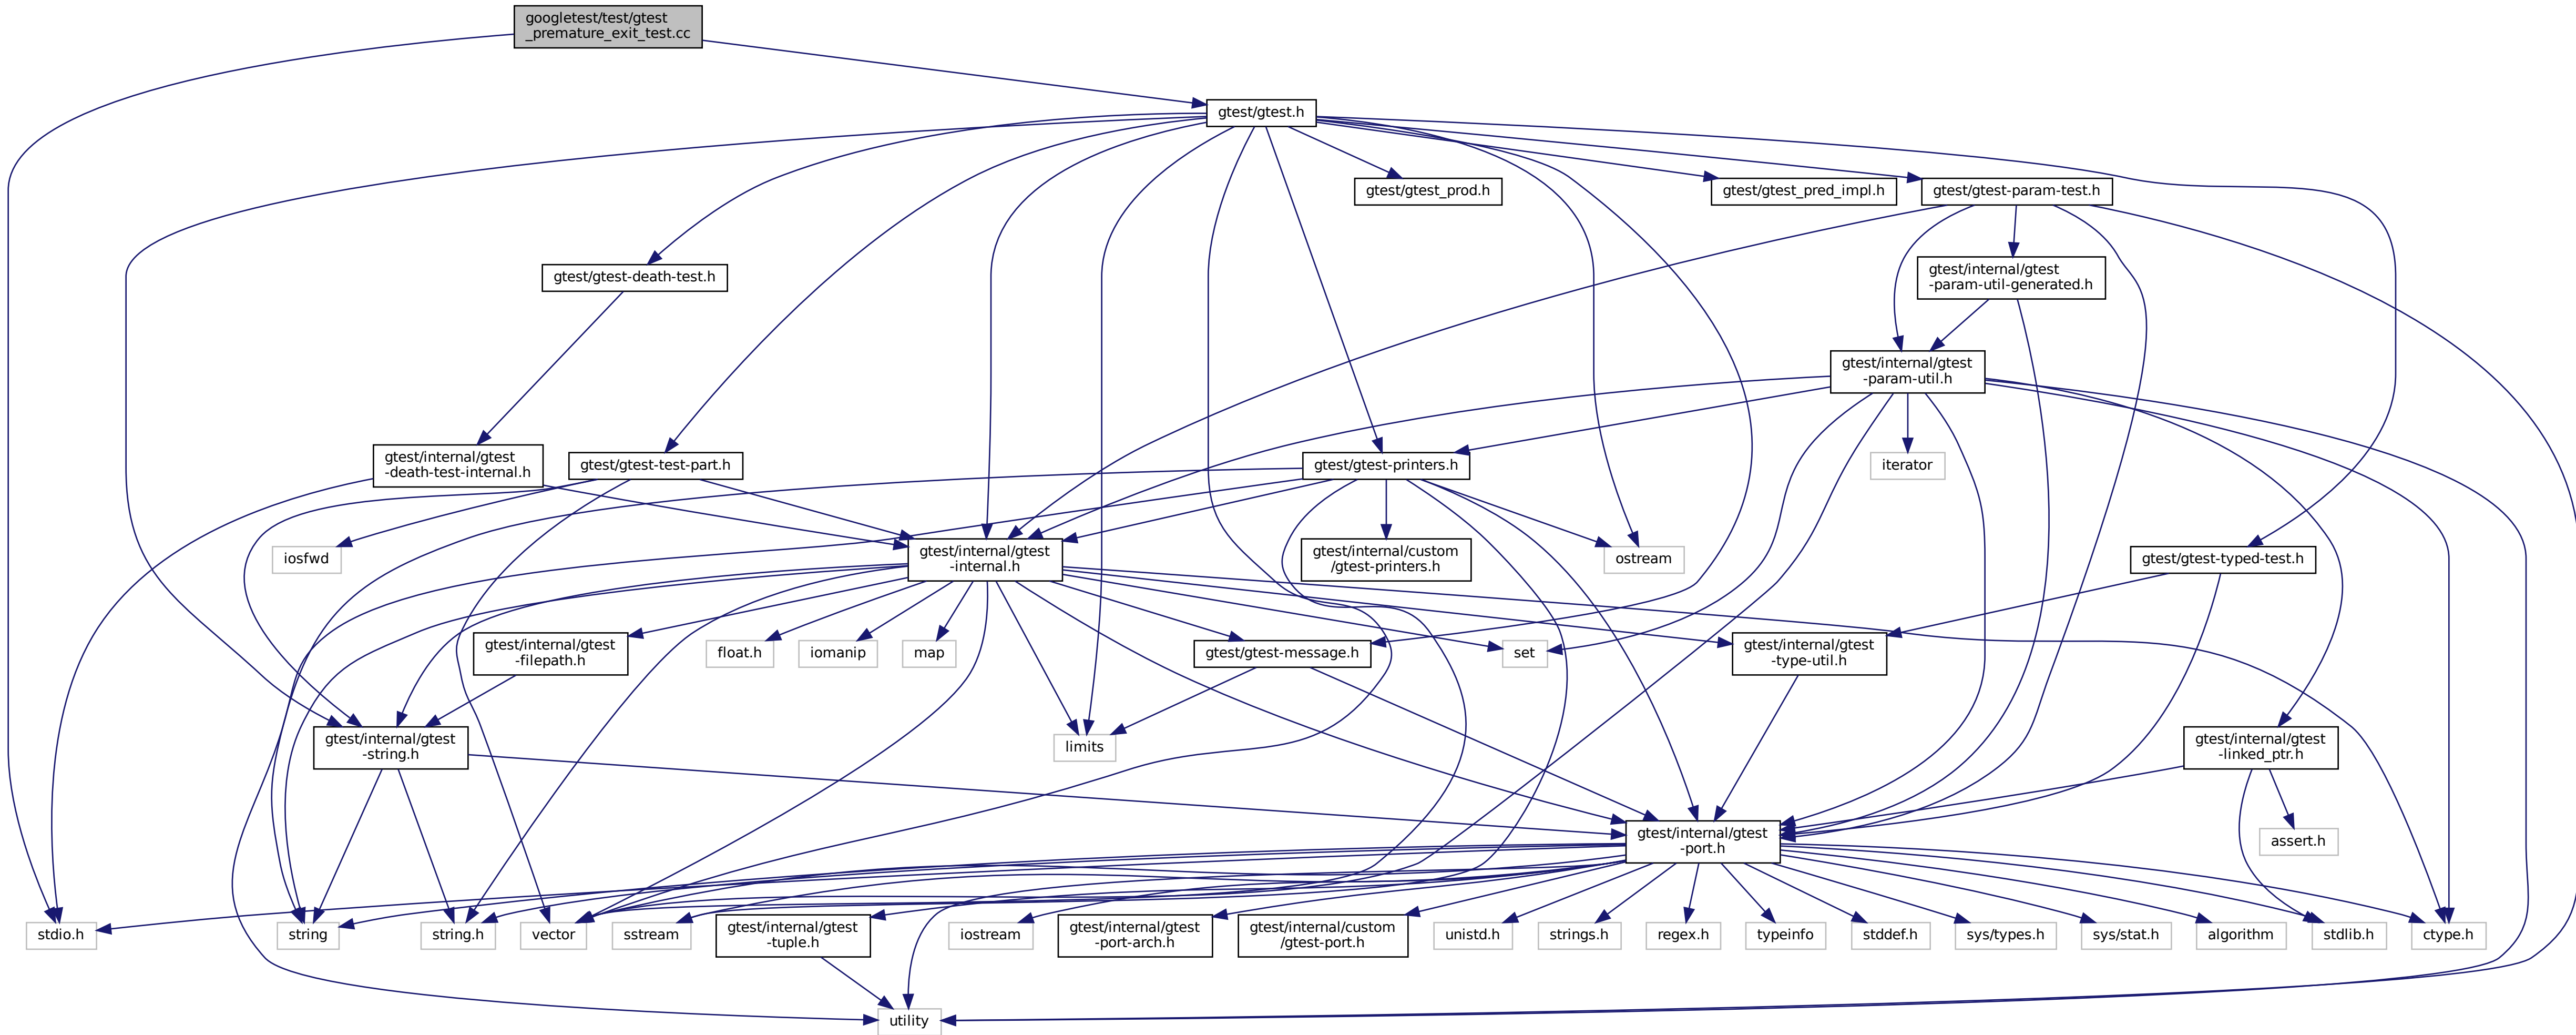 googletest/test/gtest
_premature_exit_test.cc
gtest/gtest.h
gtest/gtest_prod.h
gtest/gtest_pred_impl.h
gtest/gtest-param-test.h
gtest/gtest-death-test.h
gtest/internal/gtest
-param-util-generated.h
gtest/internal/gtest
-param-util.h
gtest/internal/gtest
-death-test-internal.h
gtest/gtest-test-part.h
gtest/gtest-printers.h
iterator
iosfwd
gtest/internal/gtest
-internal.h
gtest/internal/custom
/gtest-printers.h
ostream
gtest/gtest-typed-test.h
gtest/internal/gtest
-filepath.h
float.h
iomanip
map
gtest/gtest-message.h
set
gtest/internal/gtest
-type-util.h
gtest/internal/gtest
-string.h
limits
gtest/internal/gtest
-linked_ptr.h
gtest/internal/gtest
-port.h
assert.h
stdio.h
string
string.h
vector
sstream
gtest/internal/gtest
-tuple.h
iostream
gtest/internal/gtest
-port-arch.h
gtest/internal/custom
/gtest-port.h
unistd.h
strings.h
regex.h
typeinfo
stddef.h
sys/types.h
sys/stat.h
algorithm
stdlib.h
ctype.h
utility